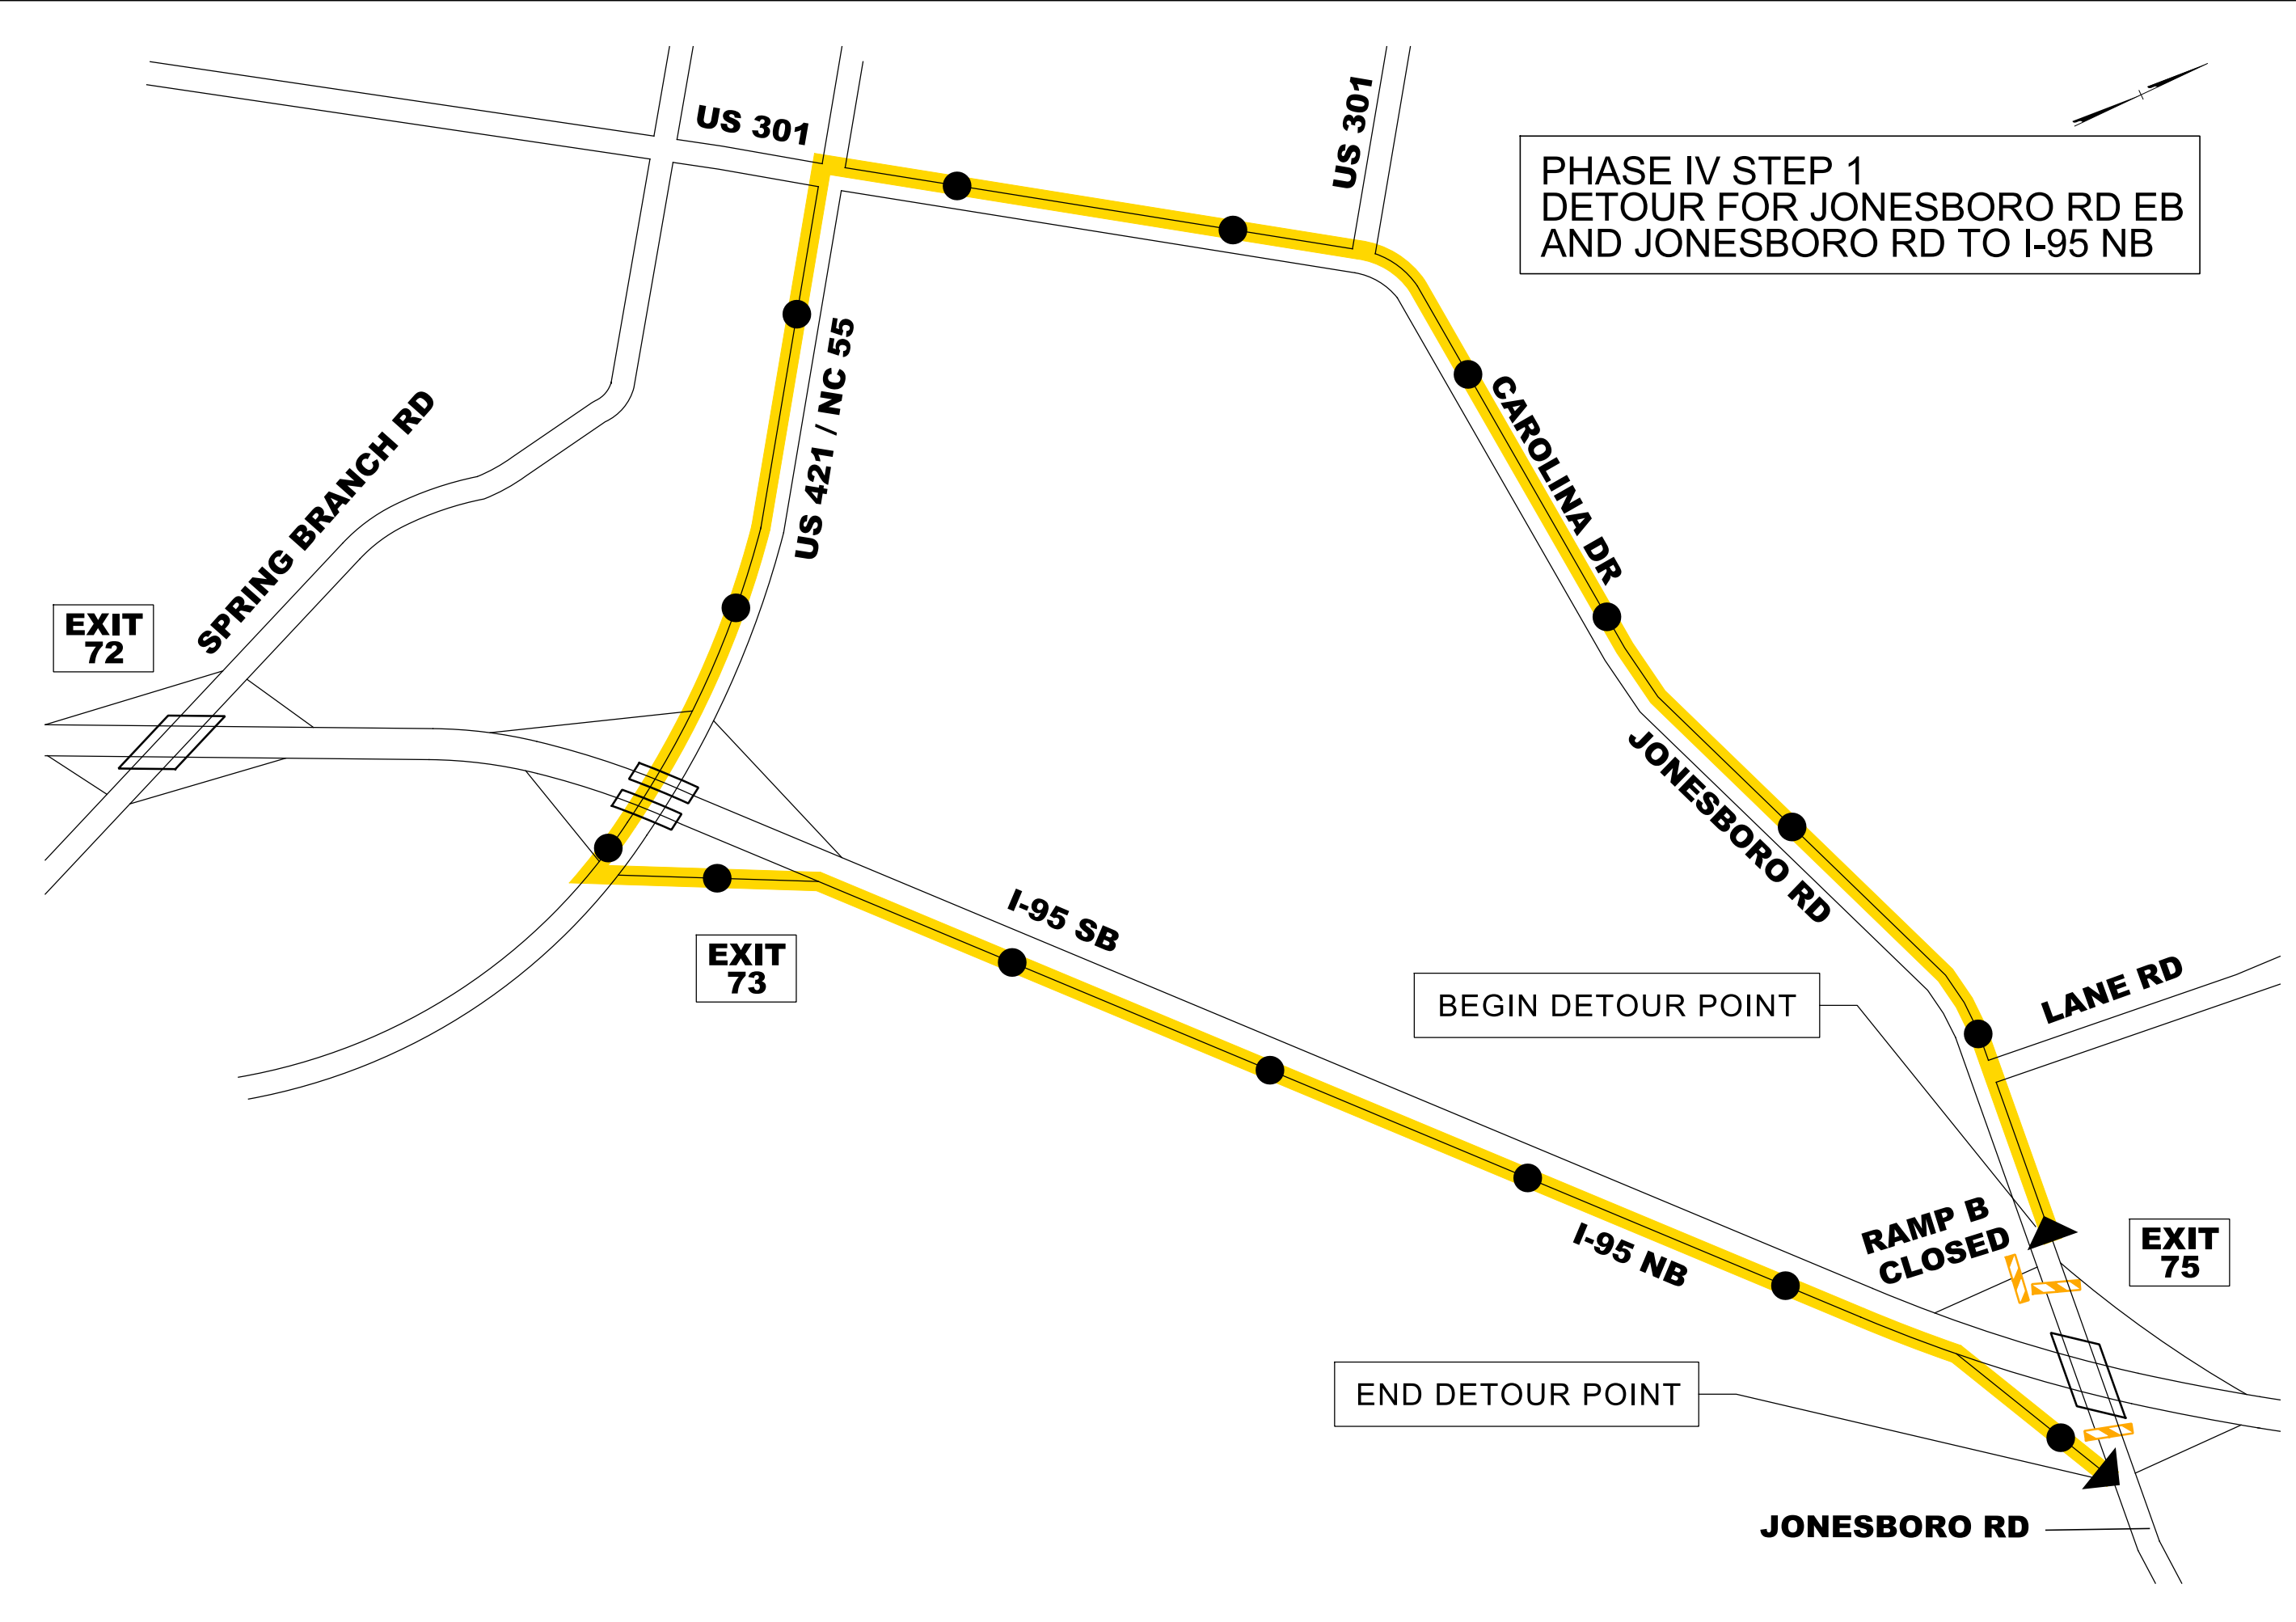 US 301
US 301
PHASE IV STEP 1
DETOUR FOR JONESBORO RD EB
AND JONESBORO RD TO I-95 NB
US 421 / NC 55
CAROLINA DR
SPRING BRANCH RD
EXIT
72
JONESBORO RD
I-95 SB
EXIT
73
LANE RD
BEGIN DETOUR POINT
RAMP B
CLOSED
I-95 NB
EXIT
75
END DETOUR POINT
JONESBORO RD